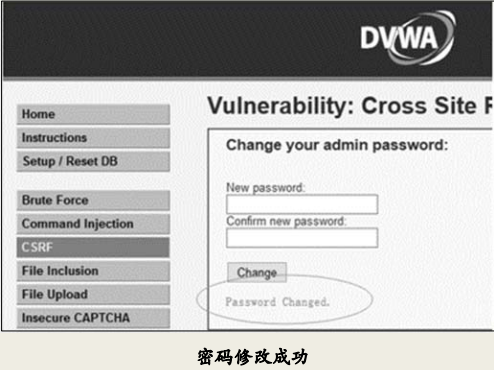 DVWA
Vulnerability: Cross Site
Home
Instructions
Setup / Reset DB
Brute Force
Command Injection
CSRF
File Inclusion
File Upload
Insecure CAPTCHA
Change your admin password:
New password:
Confirm new password:
Change
Password Changed.
密码修改成功